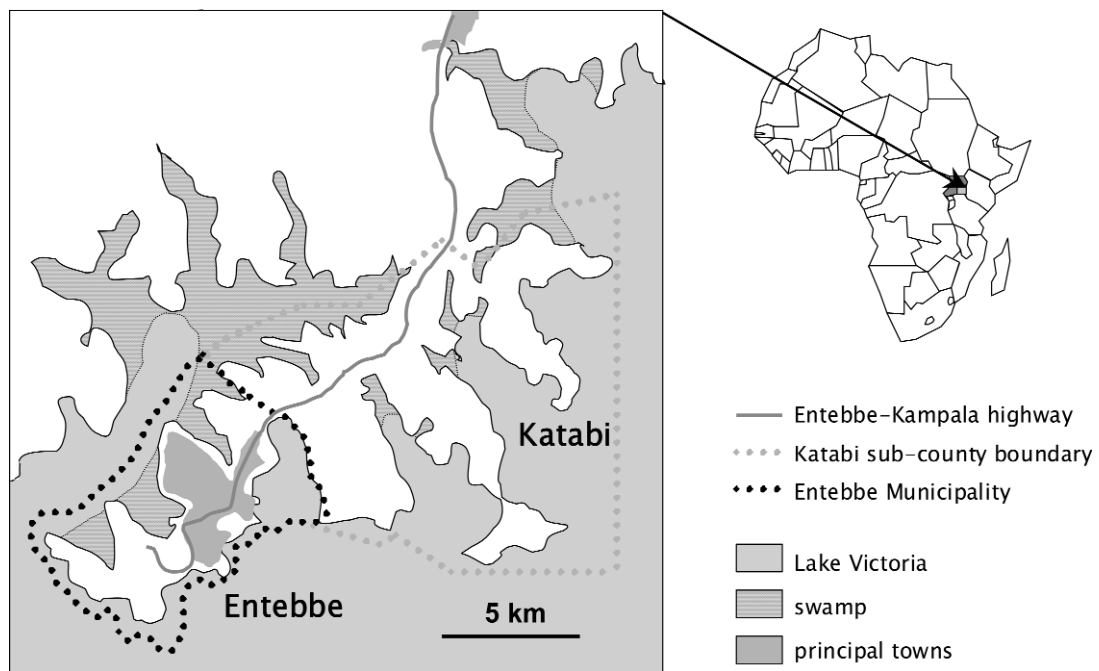 Katabi
Entebbe
5 km
Entebbe-Kampala highway
Katabi sub-county boundary
Entebbe Municipality
Lake Victoria
swamp
principal towns